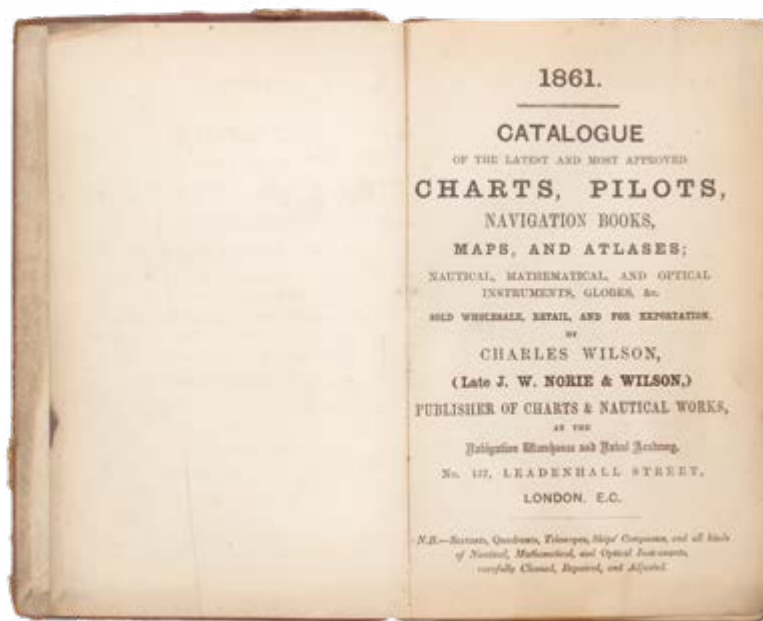 1861.
CATALOGUE
OF THE LATEST AND MOST APPROVED
CHARTS, PILOTS,
NAVIGATION BOOKS,
MAPS, AND ATLASES;
NAUTICAL, MATHEMATICAL, AND OPTICAL
INSTRUMENTS, GLOBES, &c.
SOLD WHOLESALE, RETAIL, AND FOR EXPORTATION,
BY
CHARLES WILSON,
(Late J. W. NORIE & WILSON,)
PUBLISHER OF CHARTS & NAUTICAL WORKS,
AT THE
Navigation Warehouse and Naval Academy,
No. 157, LEADENHALL STREET,
LONDON. E.C.
N.B.—Sextants, Quadrants, Telescopes, Ships' Compasses, and all kinds
of Nautical, Mathematical, and Optical Instruments,
carefully Cleaned, Repaired, and Adjusted.